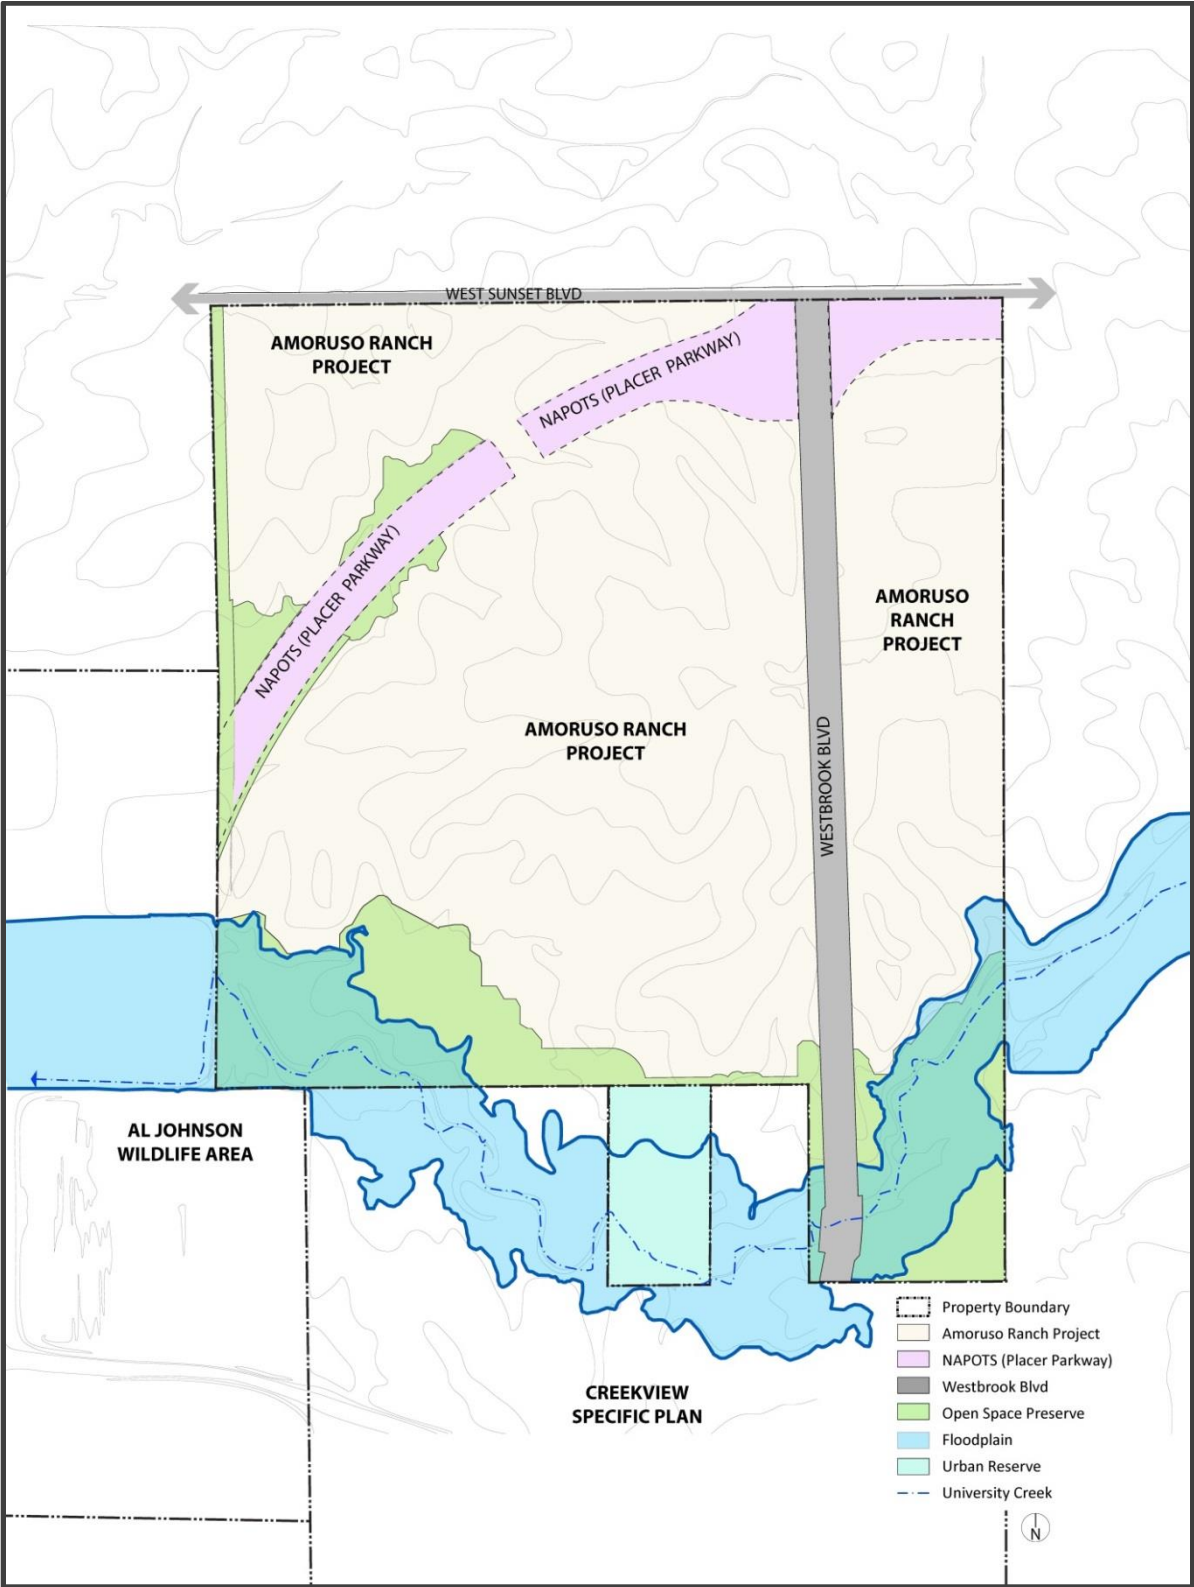 WEST SUNSET BLVD
AMORUSO RANCH
PROJECT
NAPOTS (PLACER PARKWAY)
NAPOTS (PLACER PARKWAY)
AMORUSO
RANCH
PROJECT
AMORUSO RANCH
PROJECT
WESTBROOK BLVD
AL JOHNSON
WILDLIFE AREA
CREEKVIEW
SPECIFIC PLAN
Property Boundary
Amoruso Ranch Project
NAPOTS (Placer Parkway)
Westbrook Blvd
Open Space Preserve
Floodplain
Urban Reserve
University Creek
N